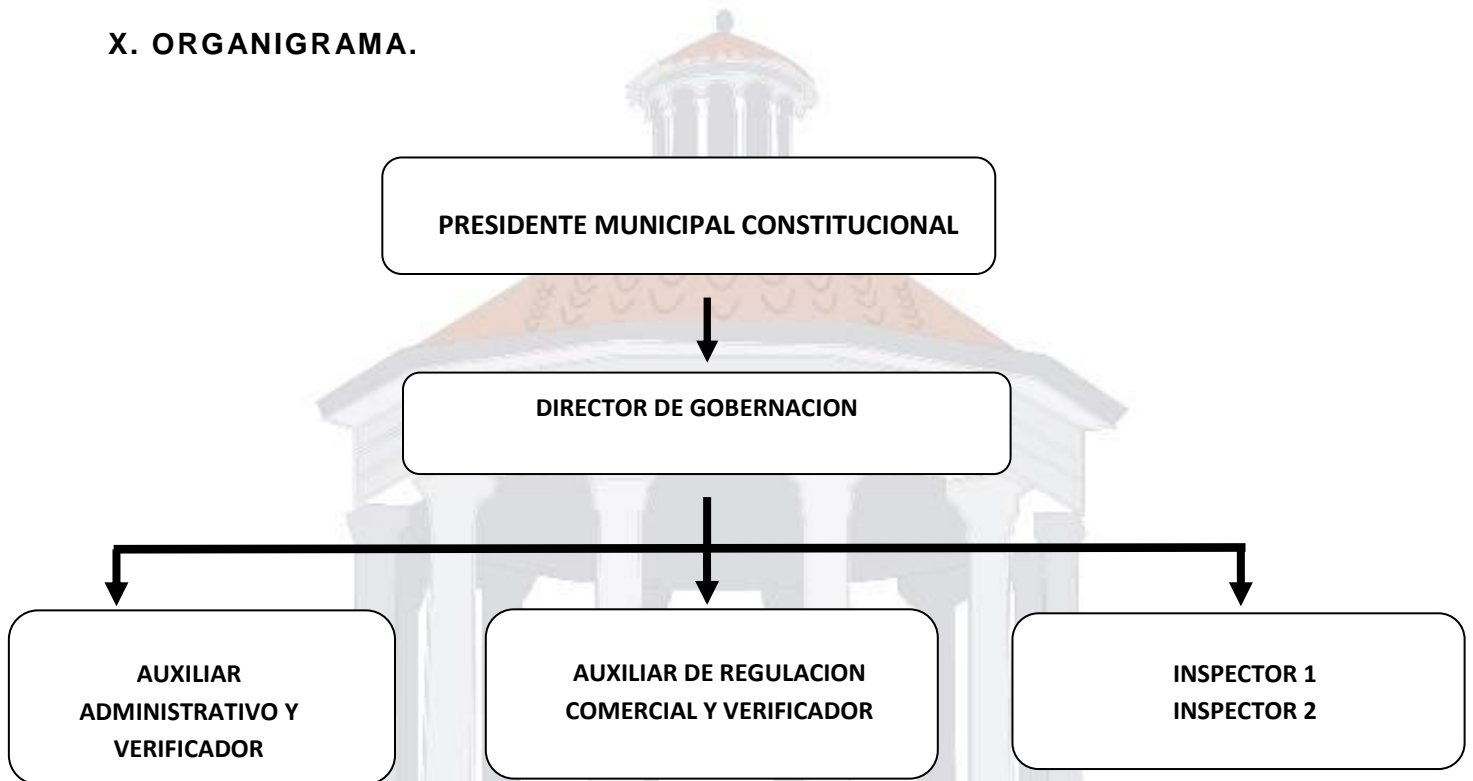 X. ORGANIGRAMA.
PRESIDENTE MUNICIPAL CONSTITUCIONAL
DIRECTOR DE GOBERNACION
AUXILIAR
ADMINISTRATIVO Y
VERIFICADOR
AUXILIAR DE REGULACION
COMERCIAL Y VERIFICADOR
INSPECTOR 1
INSPECTOR 2